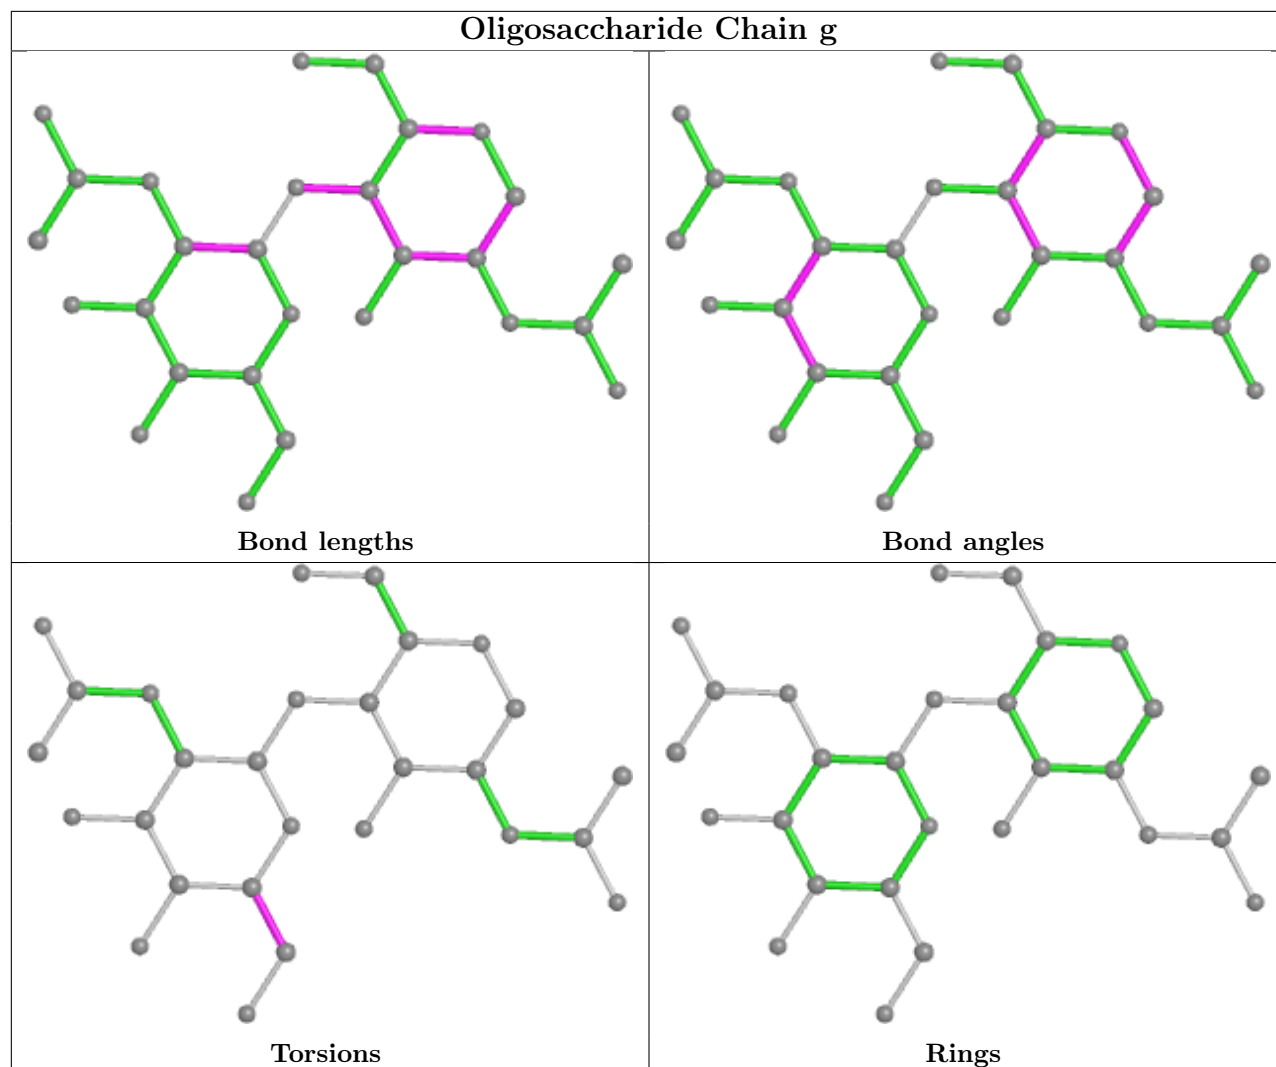 Oligosaccharide Chain g
Bond lengths
Bond angles
Torsions
Rings